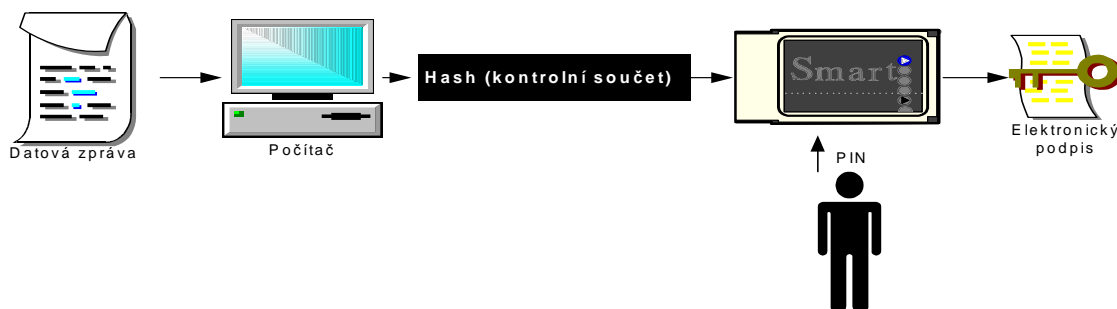 Datová zpráva
Počítač
Hash (kontrolní součet)
Smart
PIN
Elektronický
podpis